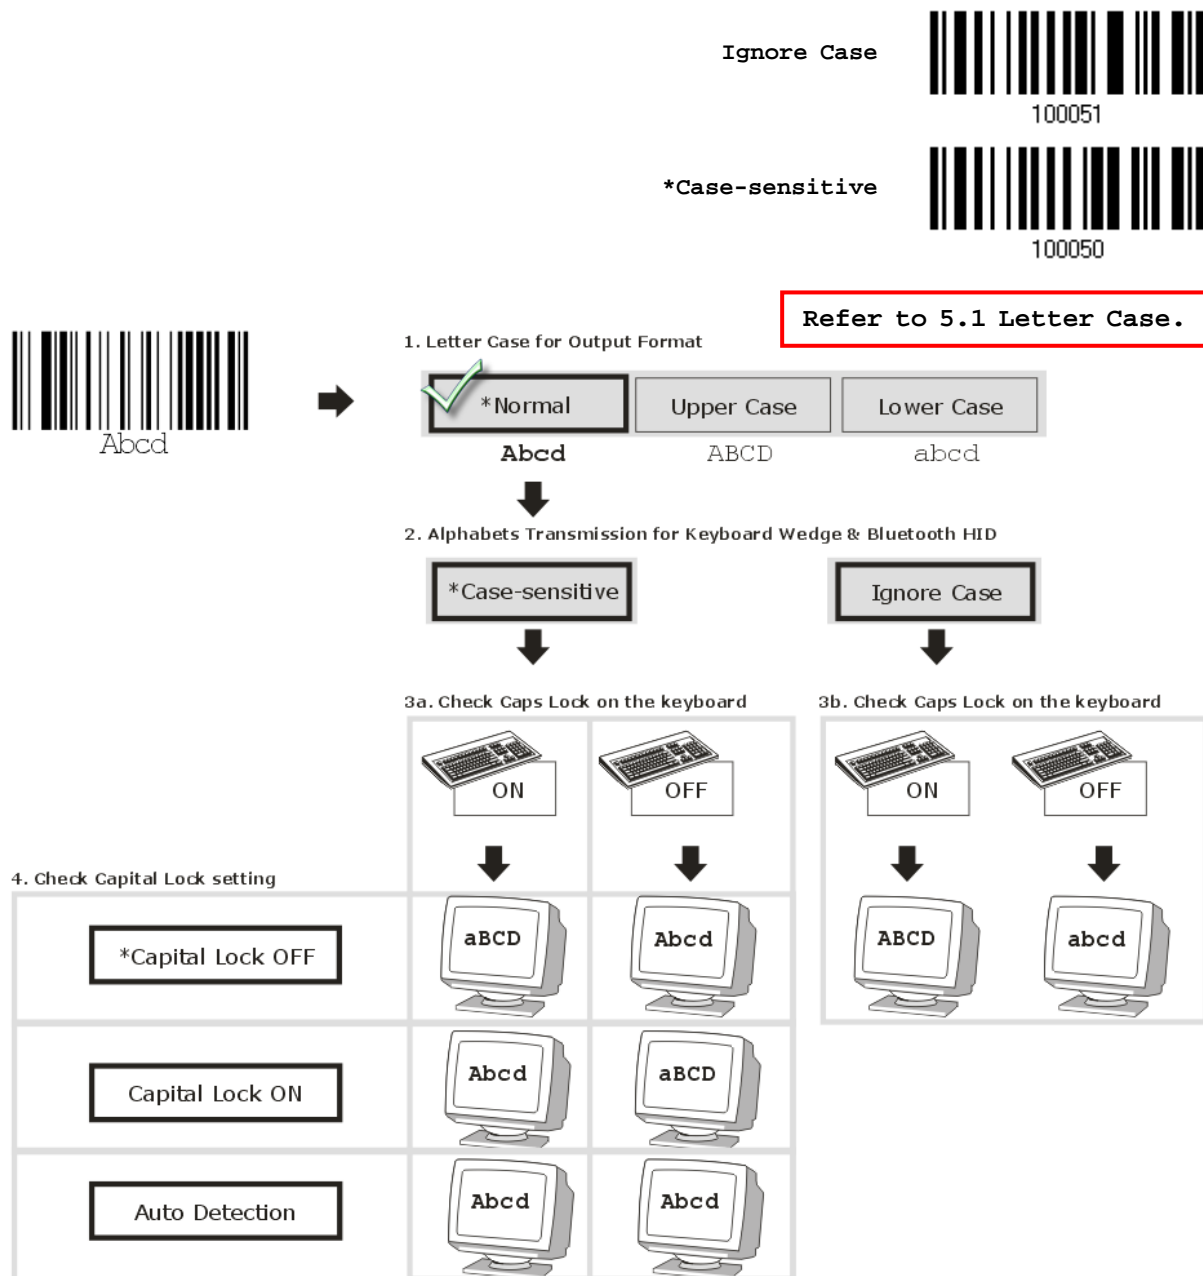 Ignore Case
100051
*Case-sensitive
100050
Refer to 5.1 Letter Case.
1. Letter Case for Output Format
*Normal Upper Case Lower Case
Abcd
Abcd ABCD abcd
2. Alphabets Transmission for Keyboard Wedge & Bluetooth HID
*Case-sensitive Ignore Case
3a. Check Caps Lock on the keyboard 3b. Check Caps Lock on the keyboard
ON OFF ON OFF
4. Check Capital Lock setting
*Capital Lock OFF aBCD Abcd ABCD abcd
Capital Lock ON Abcd aBCD
Auto Detection Abcd Abcd